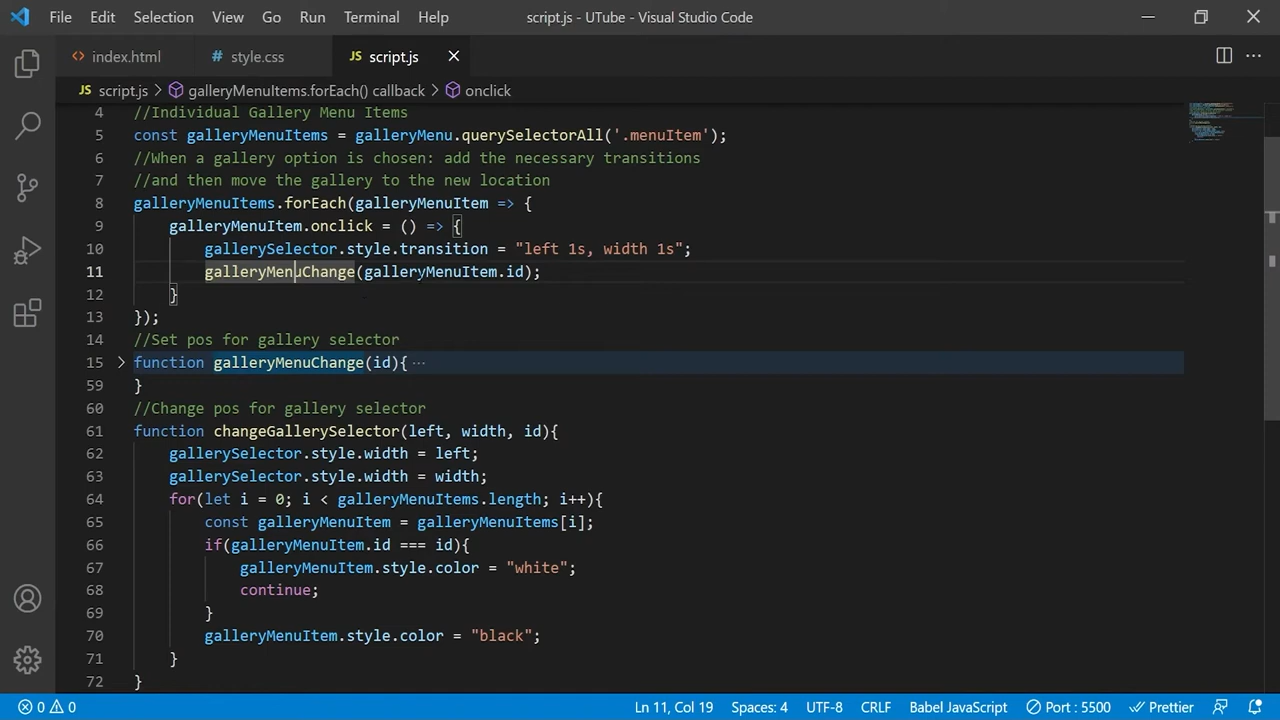 File Edit Selection View Go Run Terminal Help script.js - UTube - Visual Studio Code
index.html style.css JS script.js
JS script.js > galleryMenuItems.forEach() callback > onclick
4 //Individual Gallery Menu Items
5 const galleryMenuItems = galleryMenu.querySelectorAll('.menuItem');
6 //When a gallery option is chosen: add the necessary transitions
7 //and then move the gallery to the new location
8 galleryMenuItems.forEach(galleryMenuItem => {
9 galleryMenuItem.onclick = () => {
10 gallerySelector.style.transition = "left 1s, width 1s";
11 galleryMenuChange(galleryMenuItem.id);
12 }
13 });
14 //Set pos for gallery selector
15 function galleryMenuChange(id){ ...
59 }
60 //Change pos for gallery selector
61 function changeGallerySelector(left, width, id){
62 gallerySelector.style.width = left;
63 gallerySelector.style.width = width;
64 for(let i = 0; i < galleryMenuItems.length; i++){
65 const galleryMenuItem = galleryMenuItems[i];
66 if(galleryMenuItem.id === id){
67 galleryMenuItem.style.color = "white";
68 continue;
69 }
70 galleryMenuItem.style.color = "black";
71 }
72 }
0 0 Ln 11, Col 19 Spaces: 4 UTF-8 CRLF Babel JavaScript Port : 5500 Prettier